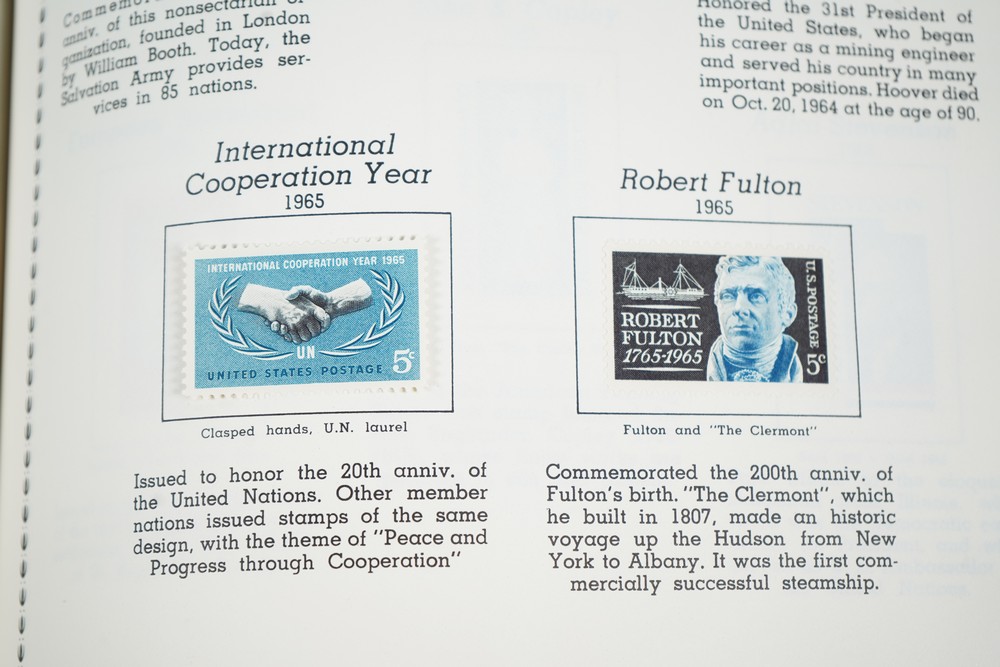 anniv. of this nonsectarian
ganization, founded in London
by William Booth. Today, the
Salvation Army provides ser-
vices in 85 nations.
Honored the 31st President of
the United States, who began
his career as a mining engineer
and served his country in many
important positions. Hoover died
on Oct. 20, 1964 at the age of 90.
International
Cooperation Year
1965
INTERNATIONAL COOPERATION YEAR 1965
UN
UNITED STATES POSTAGE 5c
Clasped hands, U.N. laurel
Issued to honor the 20th anniv. of
the United Nations. Other member
nations issued stamps of the same
design, with the theme of "Peace and
Progress through Cooperation"
Robert Fulton
1965
ROBERT
FULTON
1765-1965
U.S. POSTAGE 5c
Fulton and "The Clermont"
Commemorated the 200th anniv. of
Fulton's birth. "The Clermont", which
he built in 1807, made an historic
voyage up the Hudson from New
York to Albany. It was the first com-
mercially successful steamship.